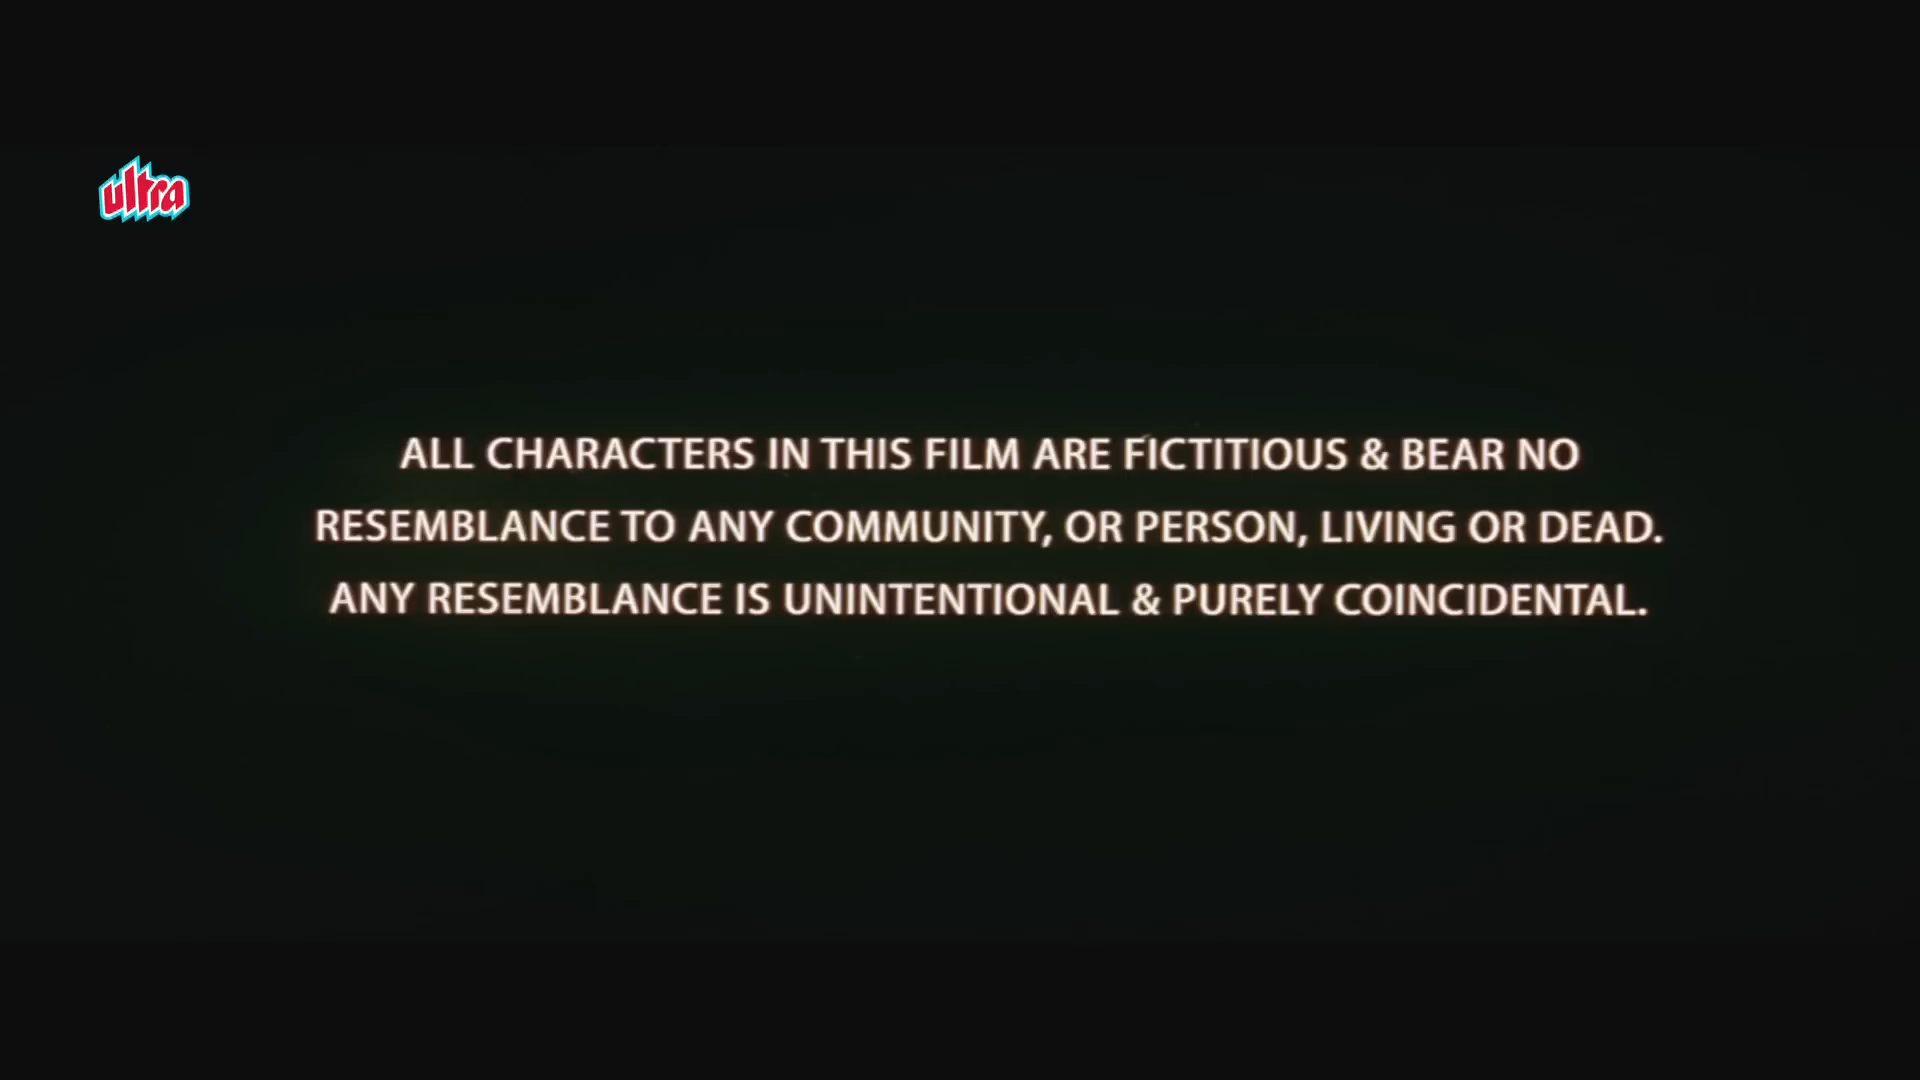 ultra
ALL CHARACTERS IN THIS FILM ARE FICTITIOUS & BEAR NO
RESEMBLANCE TO ANY COMMUNITY, OR PERSON, LIVING OR DEAD.
ANY RESEMBLANCE IS UNINTENTIONAL & PURELY COINCIDENTAL.